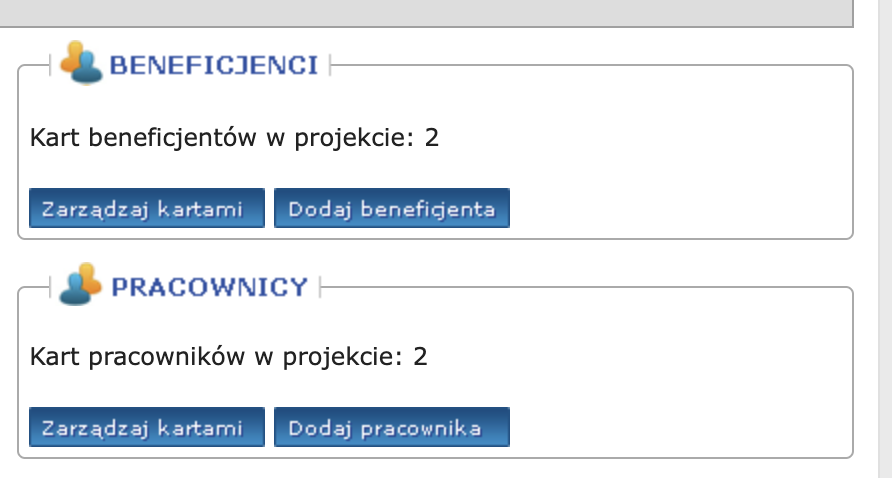 BENEFICJENCI
Kart beneficjentów w projekcie: 2
Zarządzaj kartami Dodaj beneficjenta
PRACOWNICY
Kart pracowników w projekcie: 2
Zarządzaj kartami Dodaj pracownika